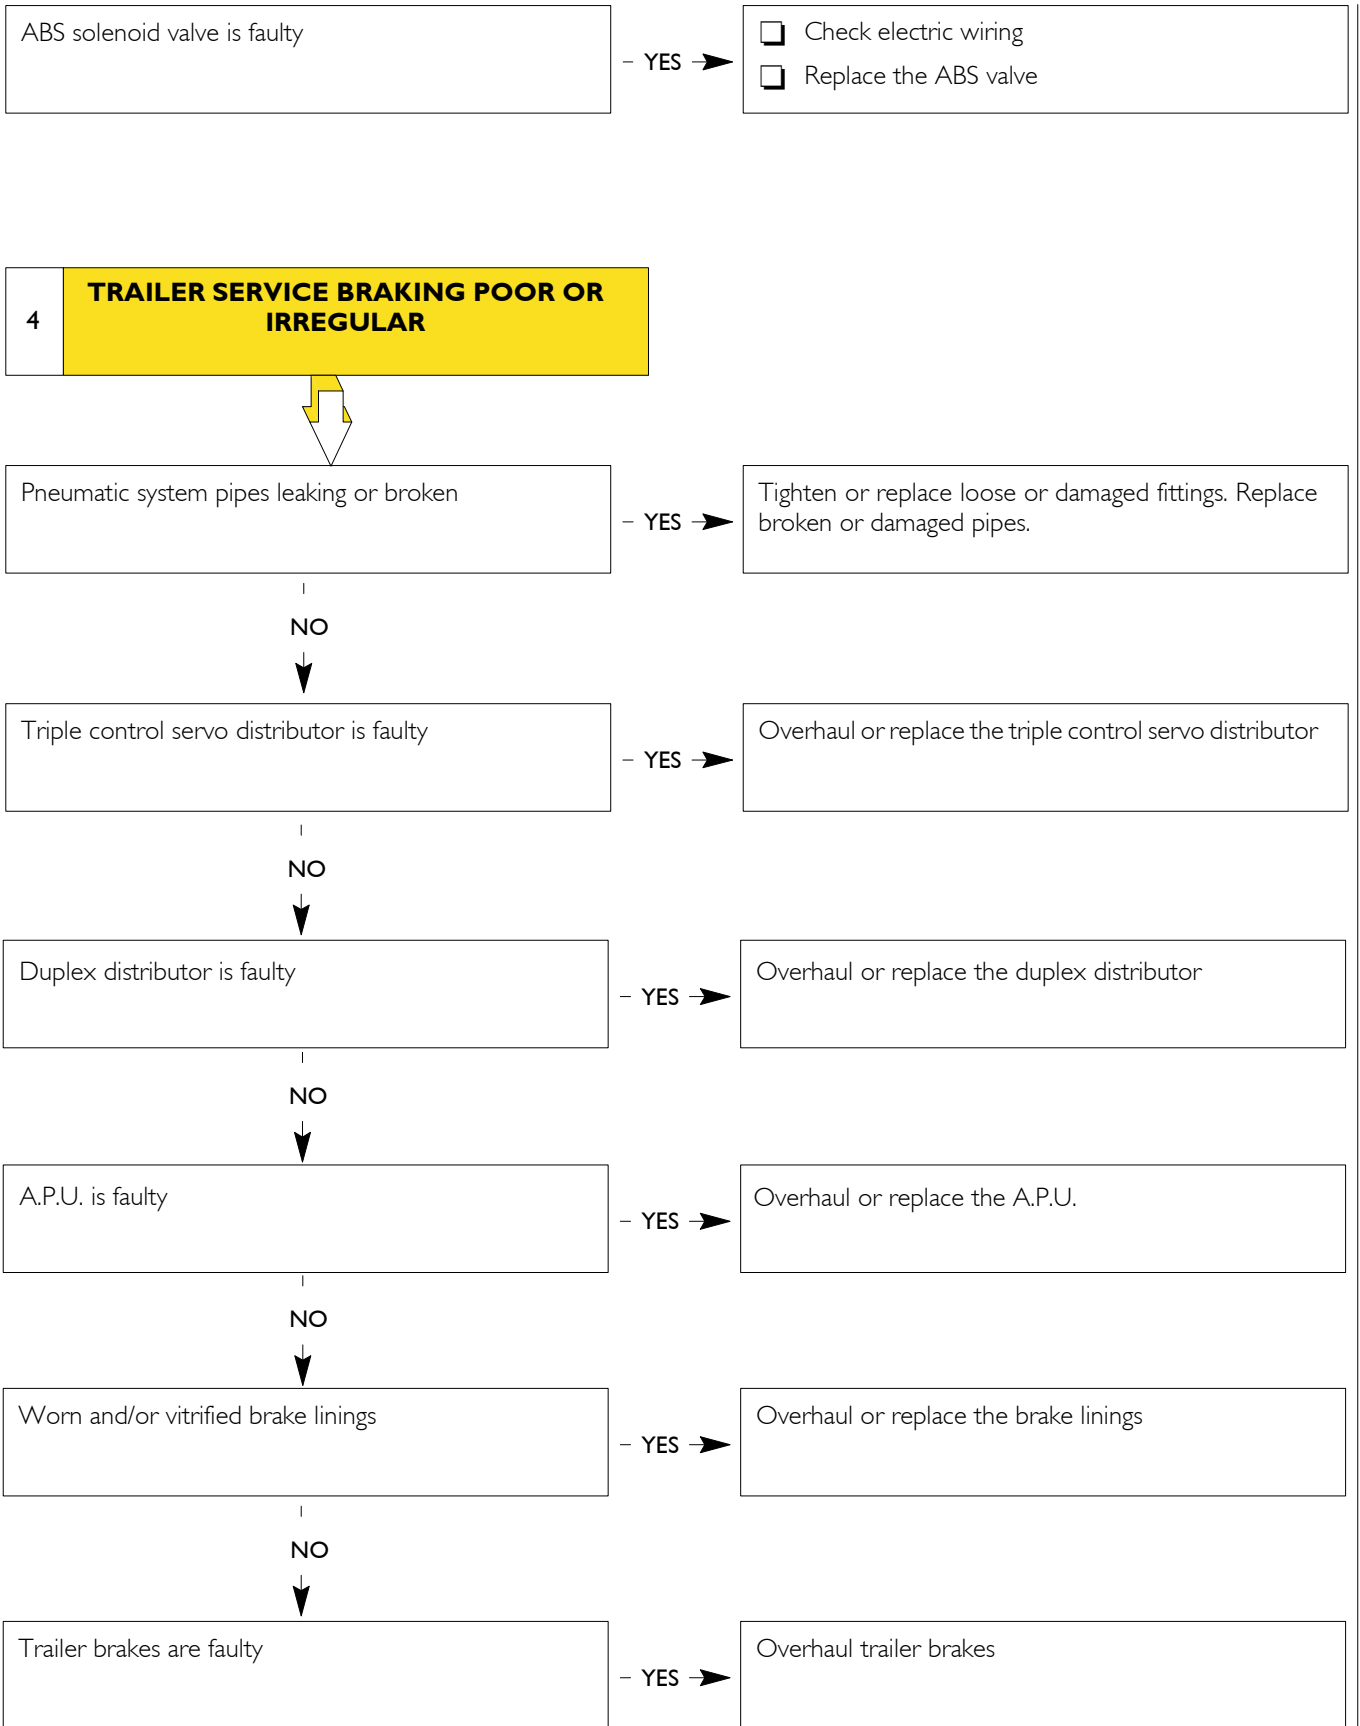 ABS solenoid valve is faulty
YES
❑ Check electric wiring
❑ Replace the ABS valve
4
TRAILER SERVICE BRAKING POOR OR
IRREGULAR
Pneumatic system pipes leaking or broken
YES
Tighten or replace loose or damaged fittings. Replace
broken or damaged pipes.
NO
Triple control servo distributor is faulty
YES
Overhaul or replace the triple control servo distributor
NO
Duplex distributor is faulty
YES
Overhaul or replace the duplex distributor
NO
A.P.U. is faulty
YES
Overhaul or replace the A.P.U.
NO
Worn and/or vitrified brake linings
YES
Overhaul or replace the brake linings
NO
Trailer brakes are faulty
YES
Overhaul trailer brakes